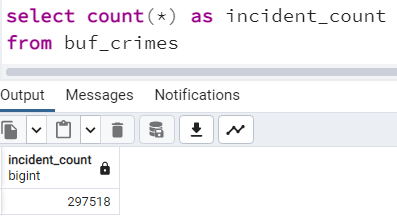 select count(*) as incident_count
from buf_crimes
Output Messages Notifications
incident_count
bigint
297518